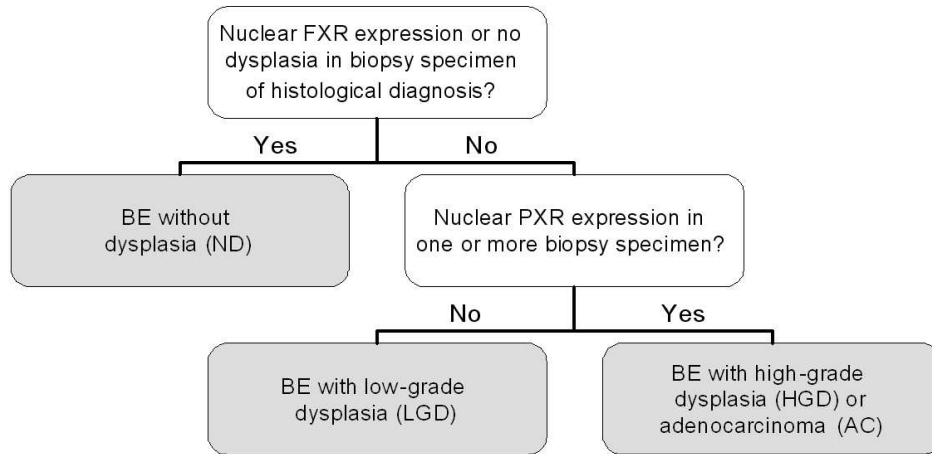 Nuclear FXR expression or no
dysplasia in biopsy specimen
of histological diagnosis?
Yes
No
BE without
dysplasia (ND)
Nuclear PXR expression in
one or more biopsy specimen?
No
Yes
BE with low-grade
dysplasia (LGD)
BE with high-grade
dysplasia (HGD) or
adenocarcinoma (AC)